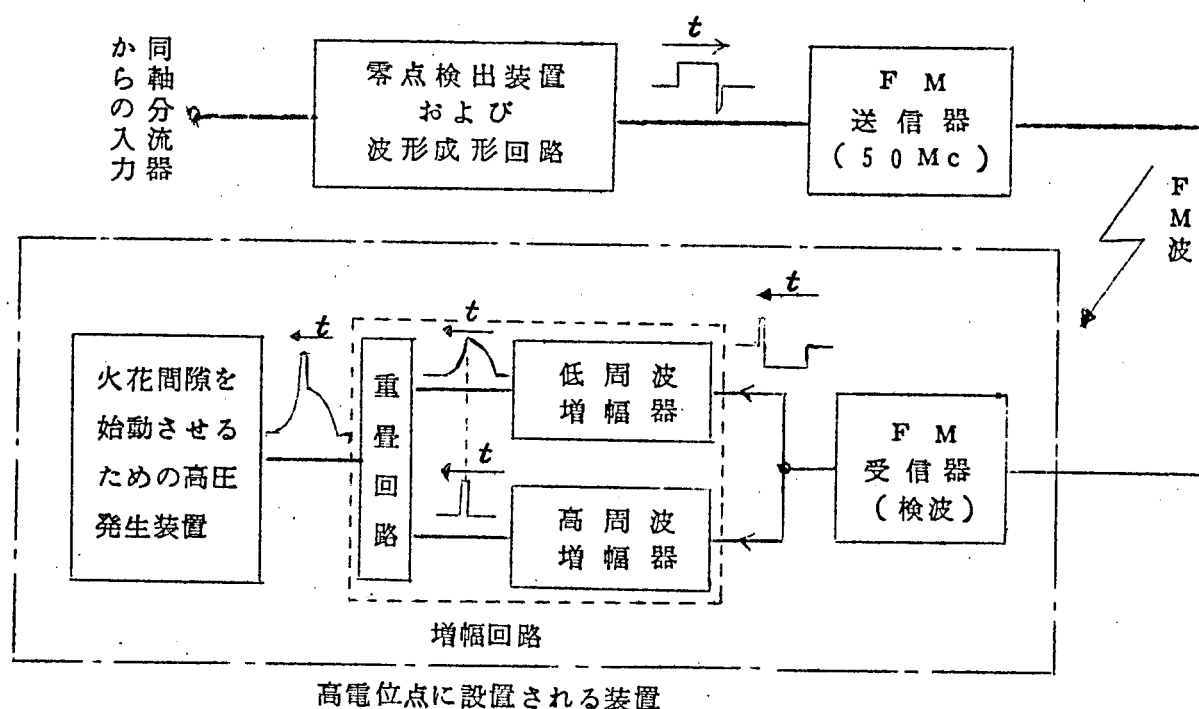 同軸分流器
からの入力
零点検出装置
および
波形成形回路
t
FM
送信器
(50Mc)
FM波
火花間隙を
始動させる
ための高圧
発生装置
t
重畳回路
t
t
低周波
増幅器
高周波
増幅器
t
FM
受信器
(検波)
増幅回路
高電位点に設置される装置